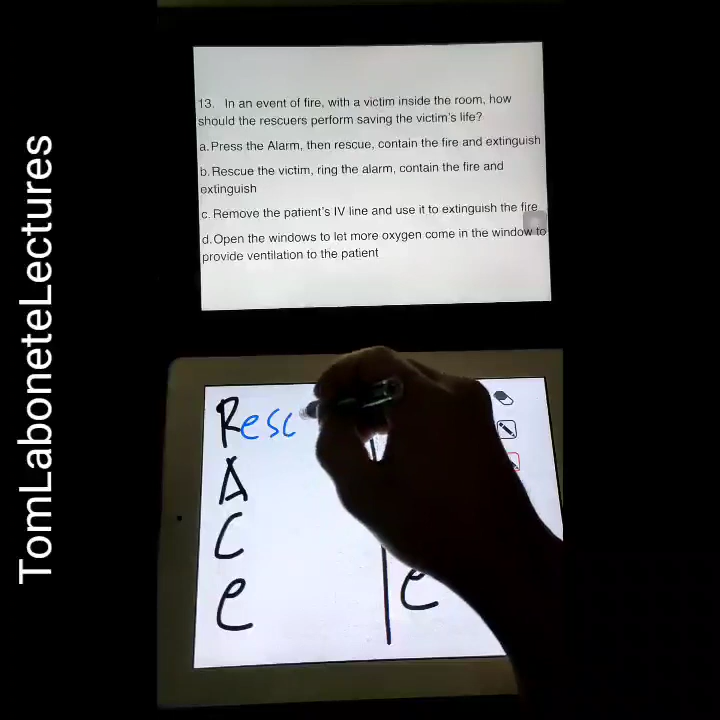 TomLaboneteLectures
13. In an event of fire, with a victim inside the room, how
should the rescuers perform saving the victim's life?
a. Press the Alarm, then rescue, contain the fire and extinguish
b. Rescue the victim, ring the alarm, contain the fire and
extinguish
c. Remove the patient's IV line and use it to extinguish the fire
d. Open the windows to let more oxygen come in the window to
provide ventilation to the patient
Resc
A
C
e
e